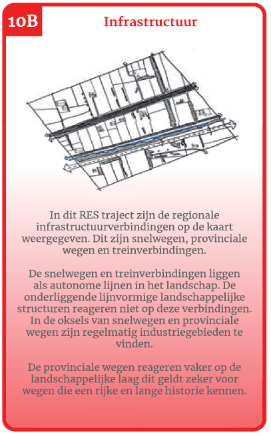 10B
Infrastructuur
In dit RES traject zijn de regionale
infrastructuurverbindingen op de kaart
weergegeven. Dit zijn snelwegen, provinciale
wegen en treinverbindingen.
De snelwegen en treinverbindingen liggen
als autonome lijnen in het landschap. De
onderliggende lijnvormige landschappelijke
structuren reageren niet op deze verbindingen.
In de oksels van snelwegen en provinciale
wegen zijn regelmatig industriegebieden te
vinden.
De provinciale wegen reageren vaker op de
landschappelijke laag dit geldt zeker voor
wegen die een rijke en lange historie kennen.